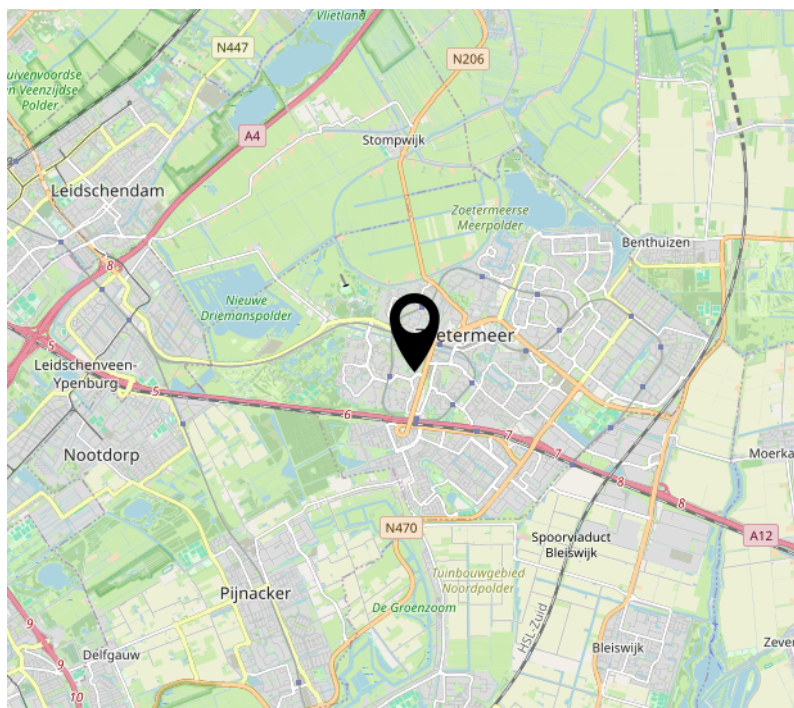 Vlietland
N447
N206
uivenvoordse
n Veenzijdse
Polder
A4
Stompwijk
Leidschendam
Zoetermeerse
Meerpolder
Benthuizen
8
Nieuwe
Driemanspolder
etermeer
5
Leidschenveen-
Ypenburg
5
6
7
Nootdorp
7
8
8
Moerka
N470
A12
Spoorviaduct
Bleiswijk
Pijnacker
Tuinbouwgebied
Noordpolder
De Groenzoom
9
HSL-Zuid
Delfgauw
9
Bleiswijk
Zeven
10